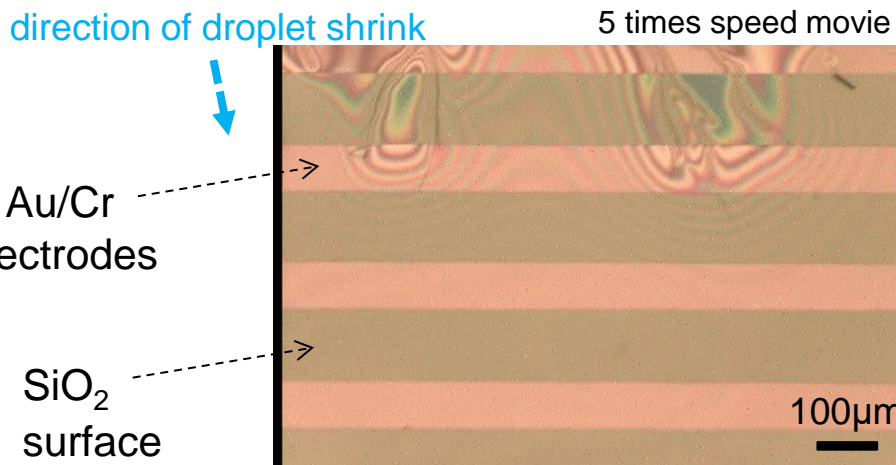 direction of droplet shrink
5 times speed movie
Au/Cr
ectrodes
SiO₂
surface
100µm